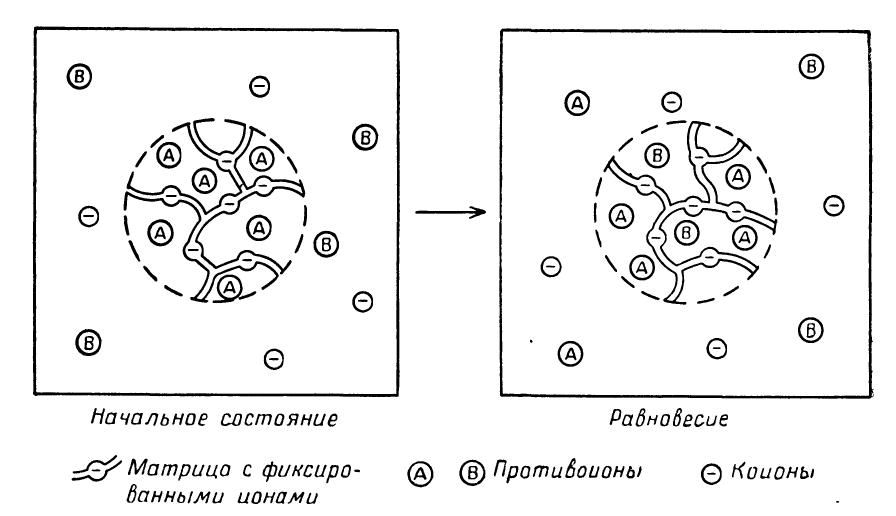 B
B
A
A
A
A
A
B
A
B
B
A
B
A
A
B
A
A
B
A
Начальное состояние
Равновесие
Матрица с фиксиро-
ванными ионами
A B Противоионы
Коионы